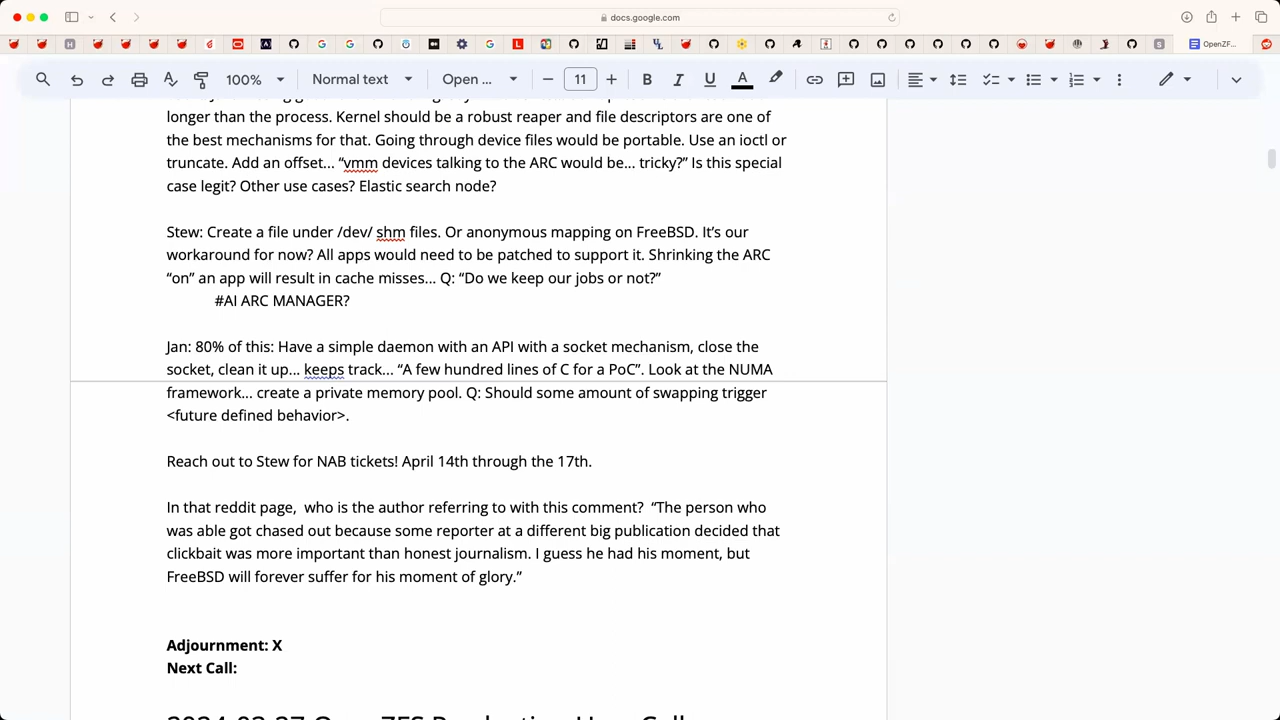 docs.google.com
OpenZF...
100%
Normal text
Open ...
11
longer than the process. Kernel should be a robust reaper and file descriptors are one of
the best mechanisms for that. Going through device files would be portable. Use an ioctl or
truncate. Add an offset... “vmm devices talking to the ARC would be... tricky?” Is this special
case legit? Other use cases? Elastic search node?
Stew: Create a file under /dev/ shm files. Or anonymous mapping on FreeBSD. It’s our
workaround for now? All apps would need to be patched to support it. Shrinking the ARC
“on” an app will result in cache misses... Q: “Do we keep our jobs or not?”
#AI ARC MANAGER?
Jan: 80% of this: Have a simple daemon with an API with a socket mechanism, close the
socket, clean it up... keeps track... “A few hundred lines of C for a PoC”. Look at the NUMA
framework... create a private memory pool. Q: Should some amount of swapping trigger
<future defined behavior>.
Reach out to Stew for NAB tickets! April 14th through the 17th.
In that reddit page,  who is the author referring to with this comment?  “The person who
was able got chased out because some reporter at a different big publication decided that
clickbait was more important than honest journalism. I guess he had his moment, but
FreeBSD will forever suffer for his moment of glory.”
Adjournment: X
Next Call: